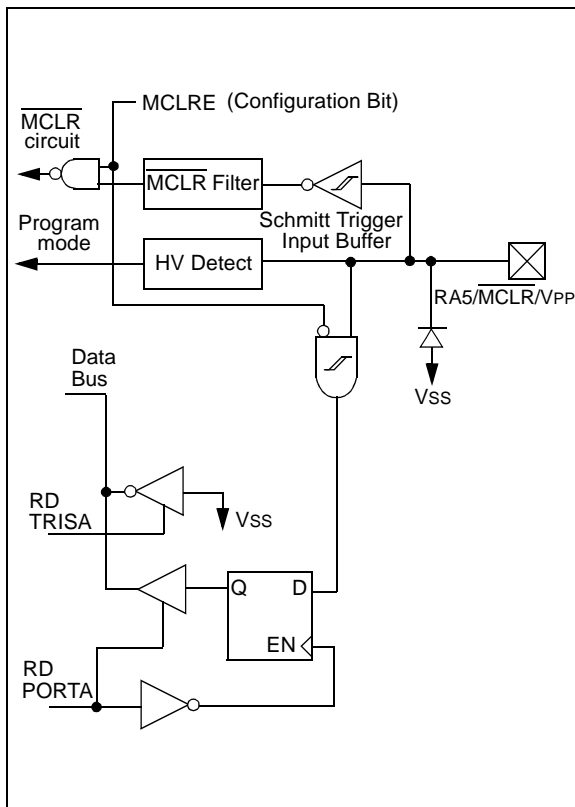 MCLRE (Configuration Bit)
MCLR
circuit
MCLR Filter
Schmitt Trigger
Input Buffer
Program
mode
HV Detect
RA5/MCLR/VPP
VSS
Data
Bus
RD
TRISA
VSS
Q
D
EN
RD
PORTA